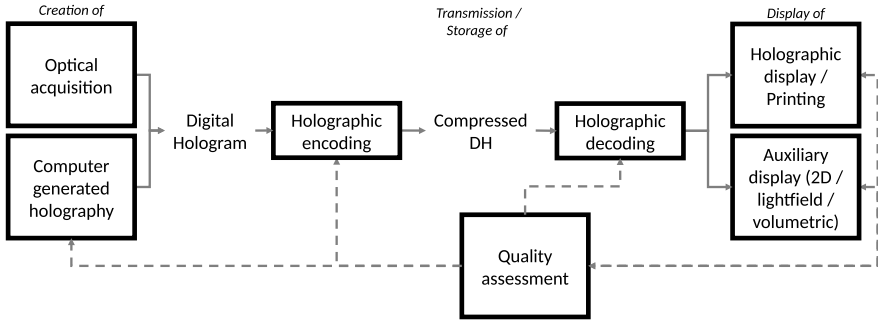 Creation of
Optical
acquisition
Computer
generated
holography
Digital
Hologram
Holographic
encoding
Transmission /
Storage of
Compressed
DH
Holographic
decoding
Quality
assessment
Display of
Holographic
display /
Printing
Auxiliary
display (2D /
lightfield /
volumetric)